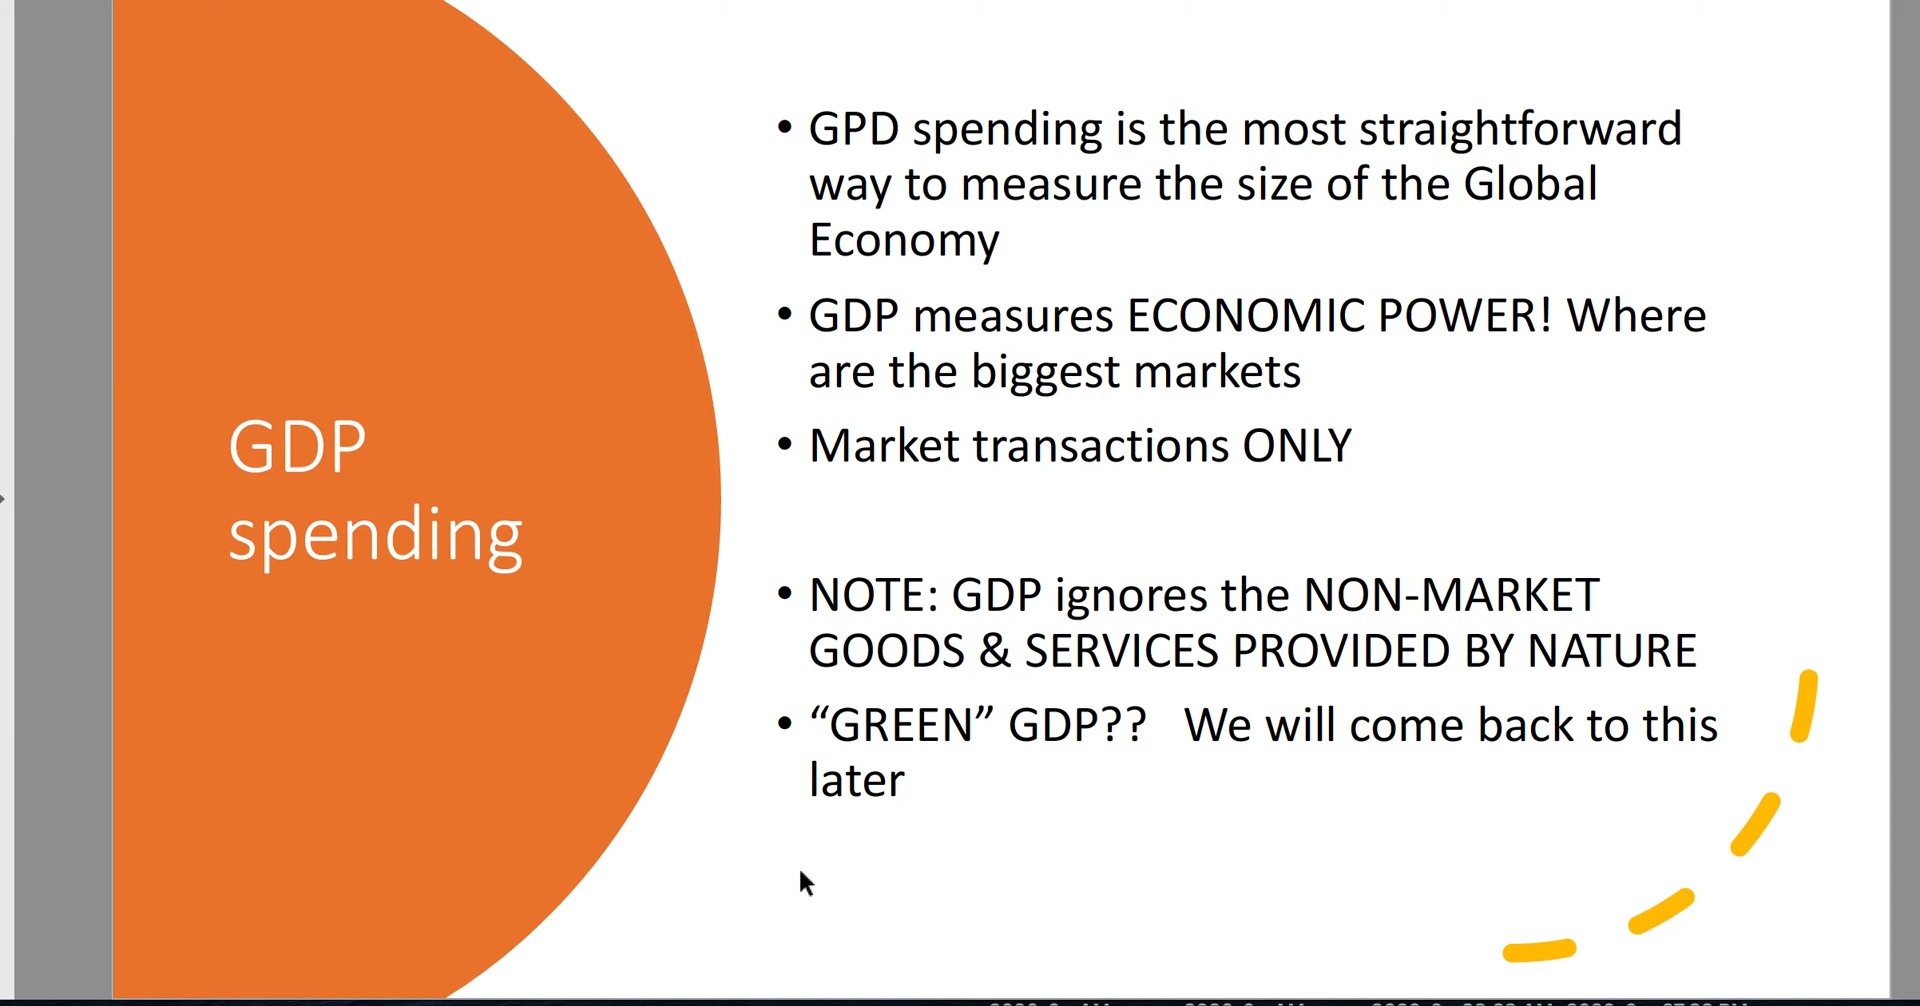 GDP
spending
• GPD spending is the most straightforward
way to measure the size of the Global
Economy
• GDP measures ECONOMIC POWER! Where
are the biggest markets
• Market transactions ONLY
• NOTE: GDP ignores the NON-MARKET
GOODS & SERVICES PROVIDED BY NATURE
• “GREEN” GDP?? We will come back to this
later